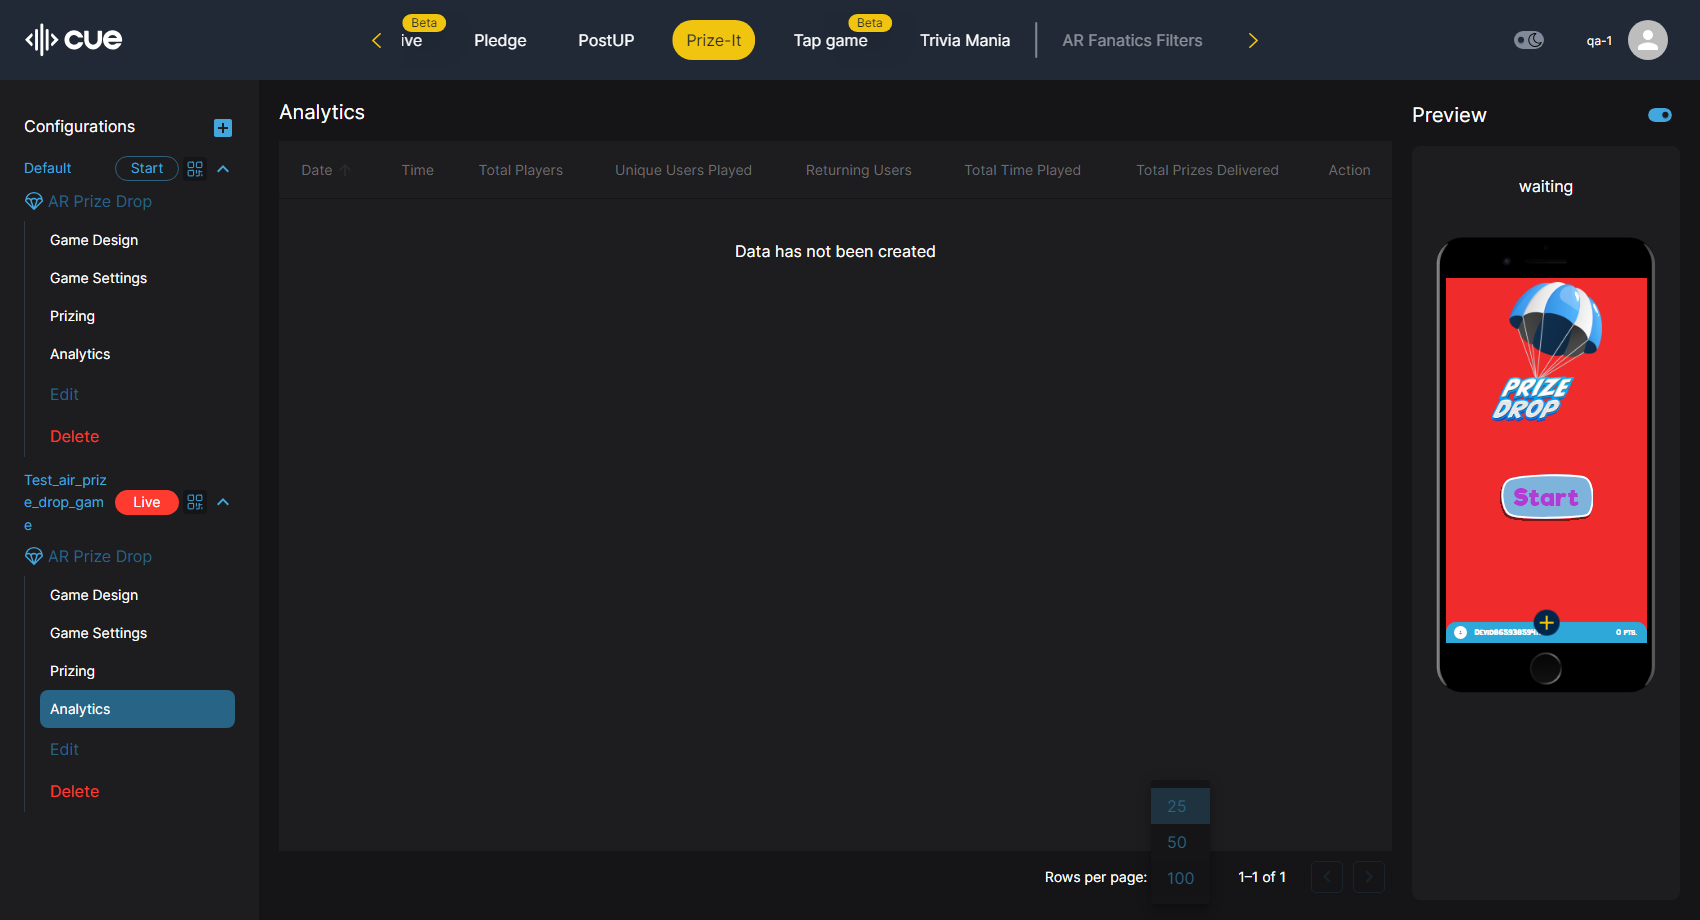 cue
ive
Beta
Pledge
PostUP
Prize-It
Tap game
Beta
Trivia Mania
AR Fanatics Filters
qa-1
Configurations
Default
Start
AR Prize Drop
Game Design
Game Settings
Prizing
Analytics
Edit
Delete
Test_air_priz
e_drop_gam
e
Live
AR Prize Drop
Game Design
Game Settings
Prizing
Analytics
Edit
Delete
Analytics
Date Time Total Players Unique Users Played Returning Users Total Time Played Total Prizes Delivered Action
Data has not been created
25
50
100
Rows per page:
1–1 of 1
Preview
waiting
PRIZE
DROP
Start
0 PTS.